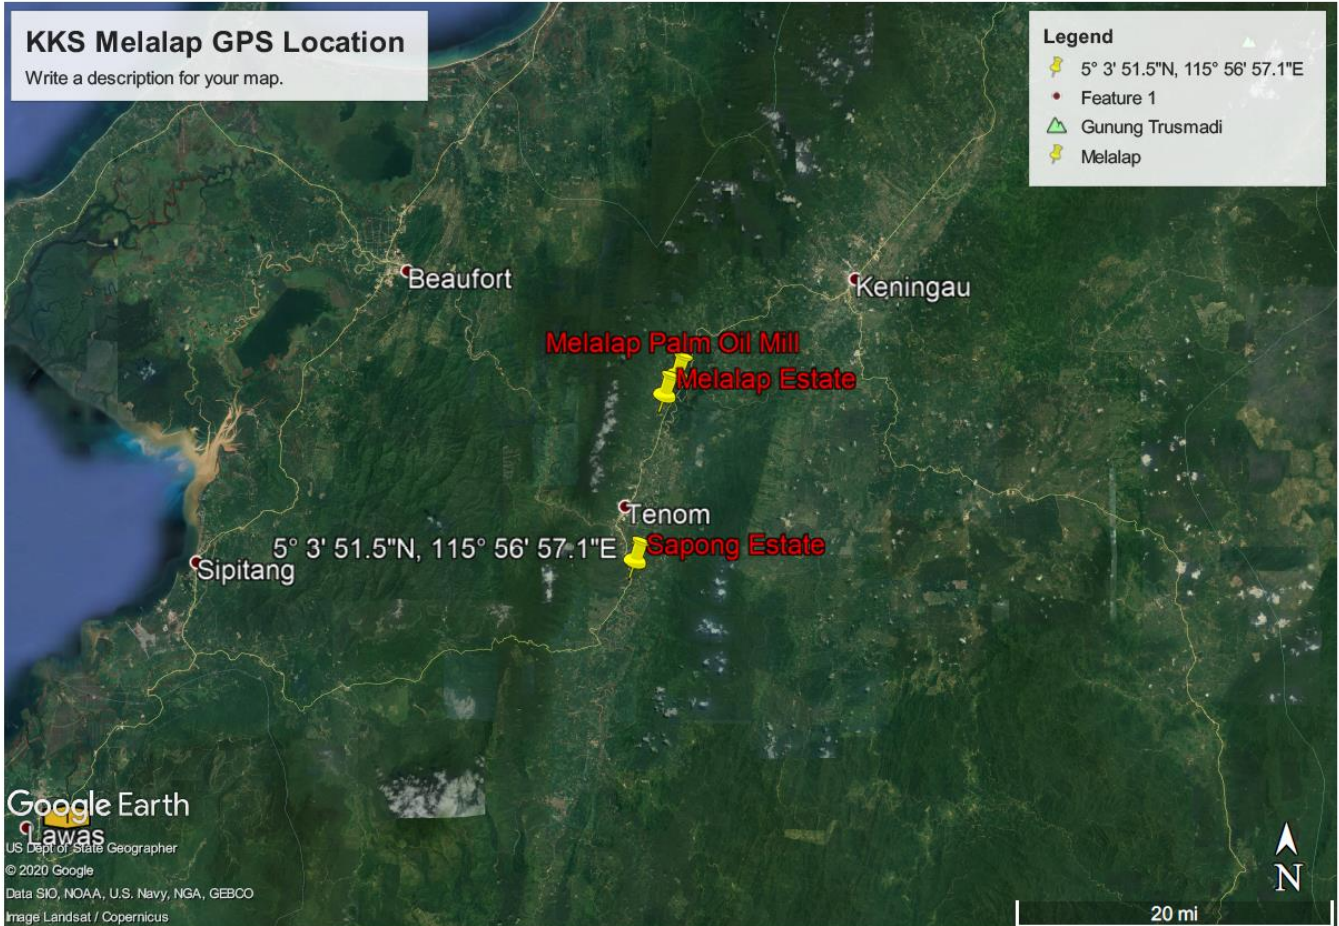 KKS Melalap GPS Location
Write a description for your map.
Legend
5° 3' 51.5"N, 115° 56' 57.1"E
Feature 1
Gunung Trusmadi
Melalap
Beaufort
Keningau
Melalap Palm Oil Mill
Melalap Estate
Tenom
5° 3' 51.5"N, 115° 56' 57.1"E
Sapong Estate
Sipitang
Google Earth
Lawas
US Dept of State Geographer
© 2020 Google
Data SIO, NOAA, U.S. Navy, NGA, GEBCO
Image Landsat / Copernicus
N
20 mi